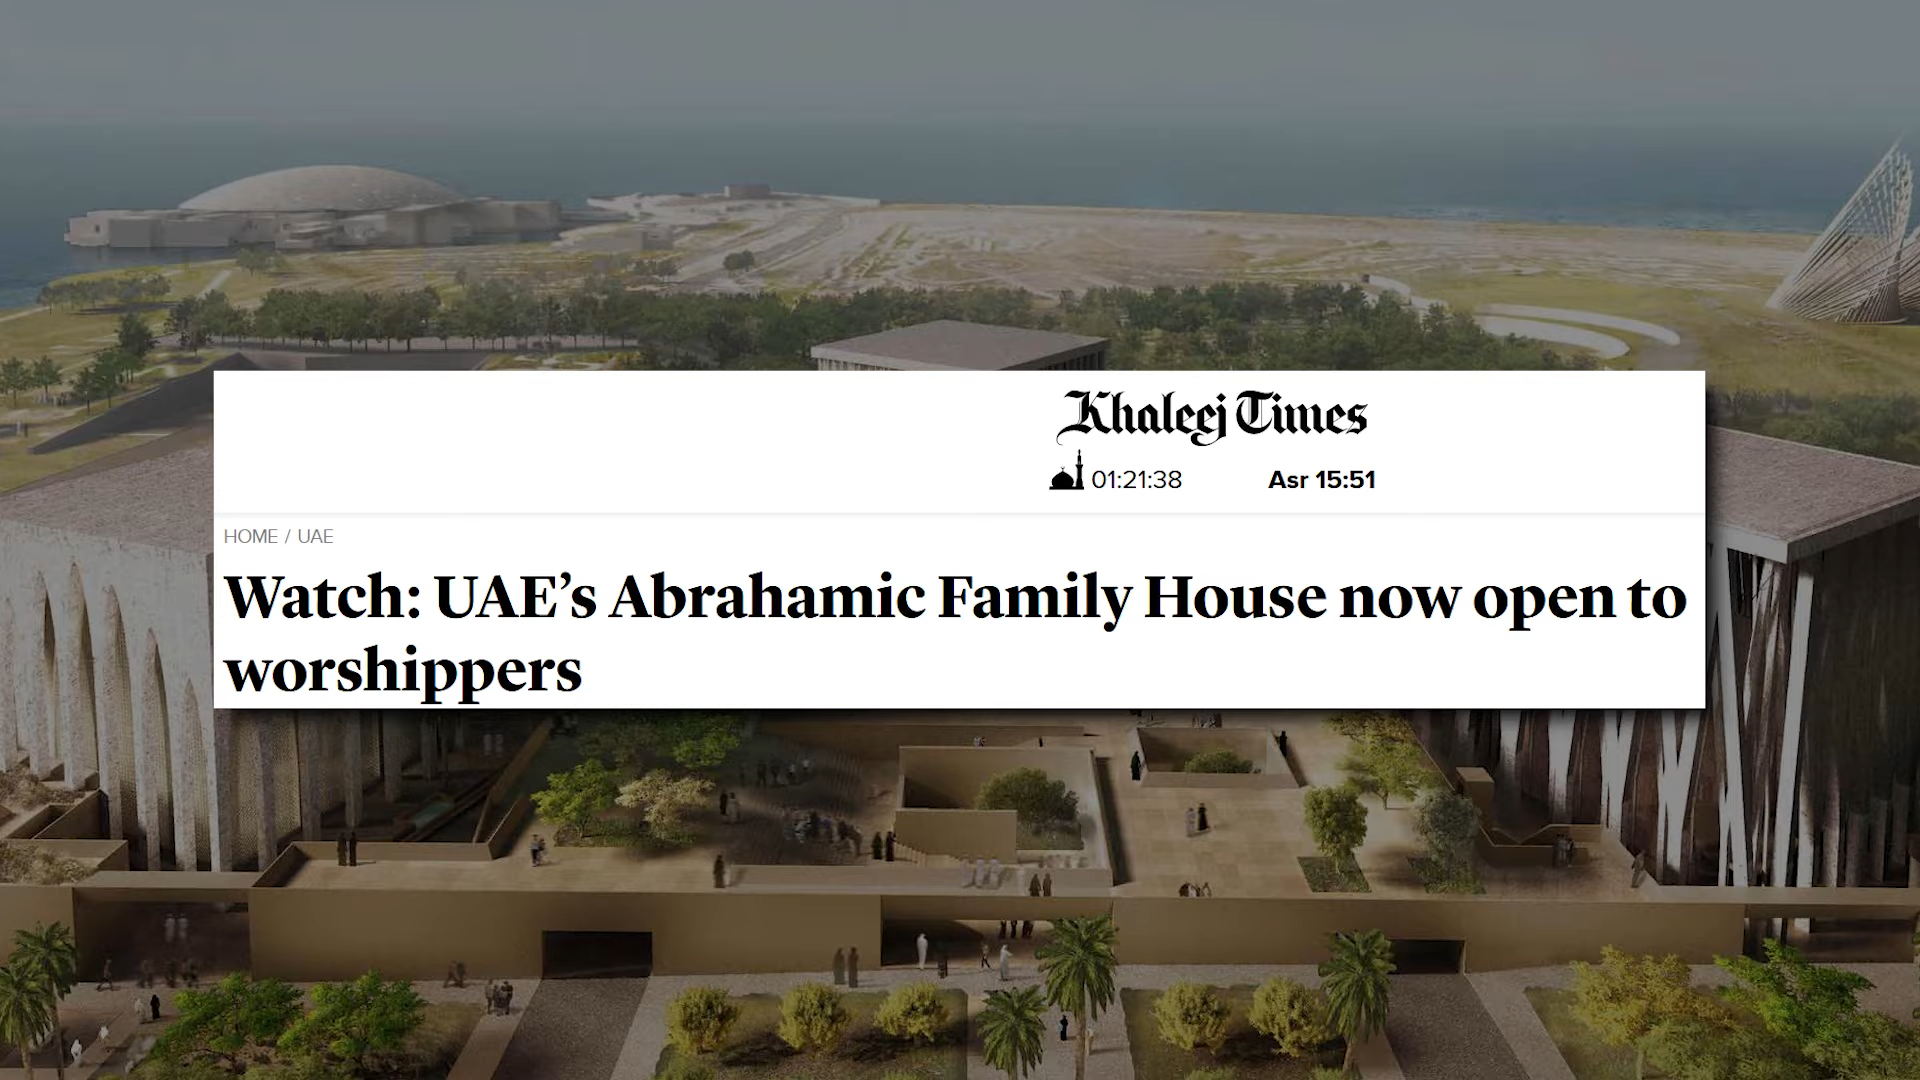 Khaleej Times
01:21:38 Asr 15:51
HOME / UAE
Watch: UAE’s Abrahamic Family House now open to
worshippers